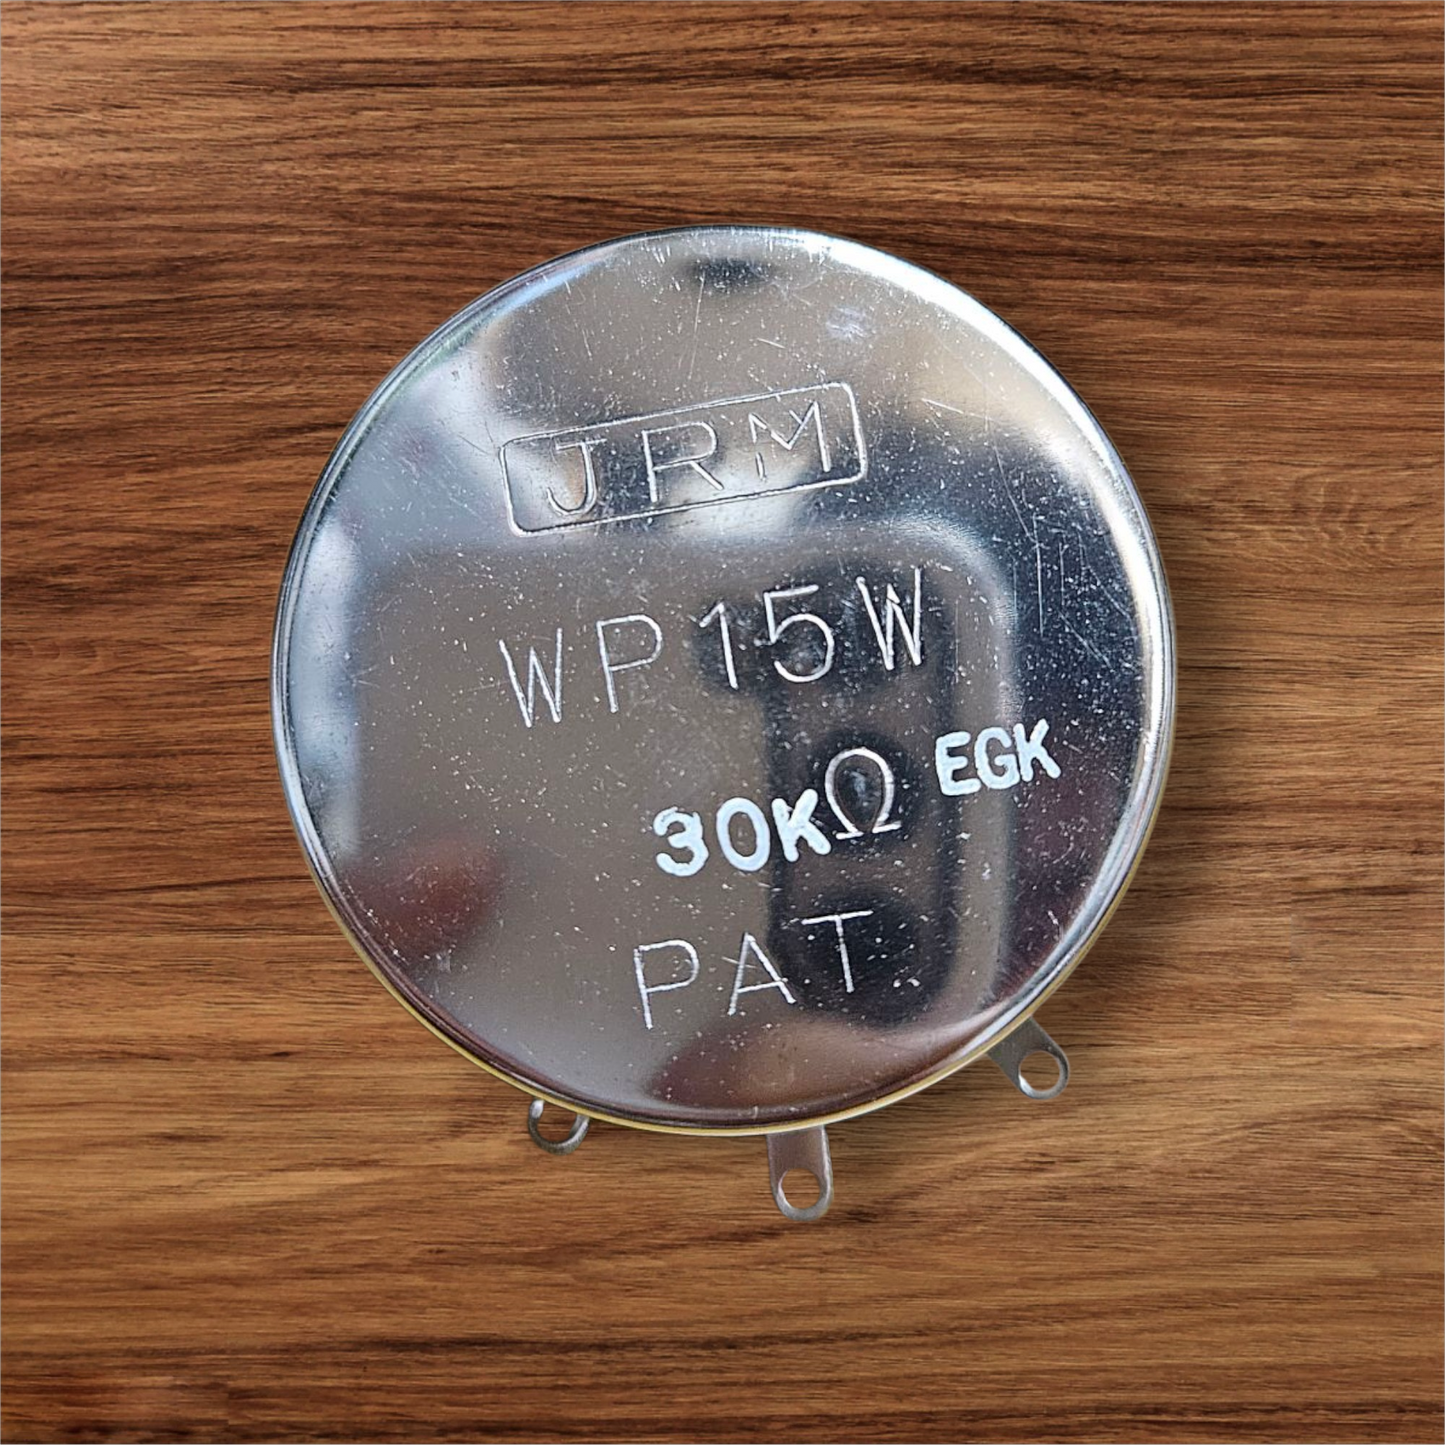 JRM
WP15W
30KΩ EGK
PAT.